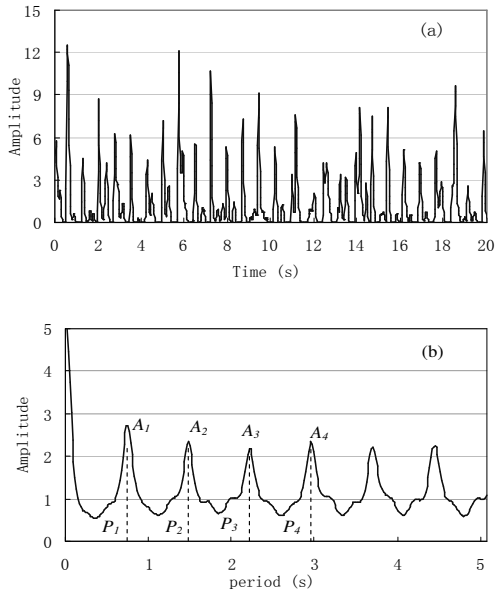 (a)
Amplitude
15
12
9
6
3
0
0 2 4 6 8 10 12 14 16 18 20
Time (s)
(b)
Amplitude
5
4
3
2
1
0
A1 A2 A3 A4
P1 P2 P3 P4
0 1 2 3 4 5
period (s)